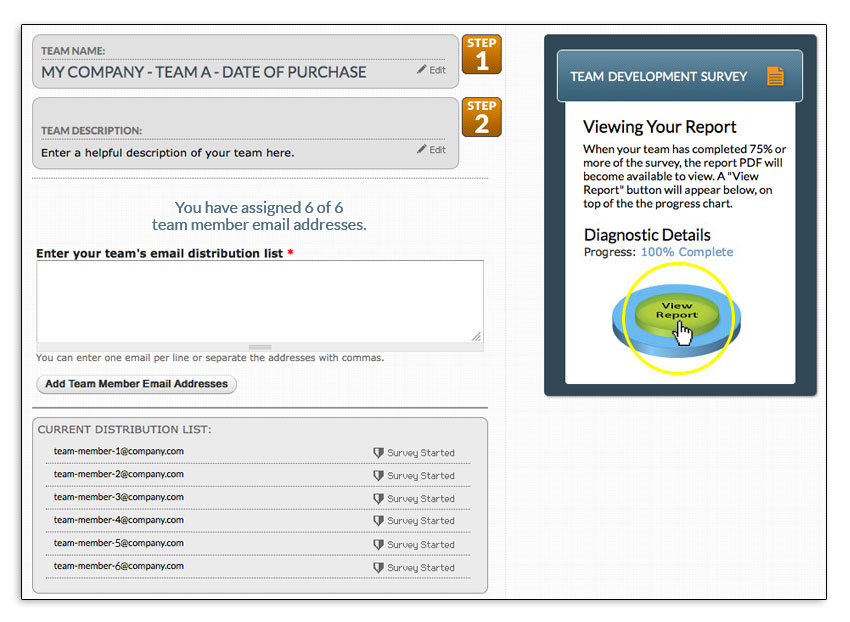 TEAM NAME:
MY COMPANY - TEAM A - DATE OF PURCHASE
Edit
STEP
1
TEAM DESCRIPTION:
Enter a helpful description of your team here.
Edit
STEP
2
You have assigned 6 of 6
team member email addresses.
Enter your team's email distribution list *
You can enter one email per line or separate the addresses with commas.
Add Team Member Email Addresses
CURRENT DISTRIBUTION LIST:
team-member-1@company.com Survey Started
team-member-2@company.com Survey Started
team-member-3@company.com Survey Started
team-member-4@company.com Survey Started
team-member-5@company.com Survey Started
team-member-6@company.com Survey Started
TEAM DEVELOPMENT SURVEY
Viewing Your Report
When your team has completed 75% or
more of the survey, the report PDF will
become available to view. A "View
Report" button will appear below, on
top of the the progress chart.
Diagnostic Details
Progress: 100% Complete
View
Report